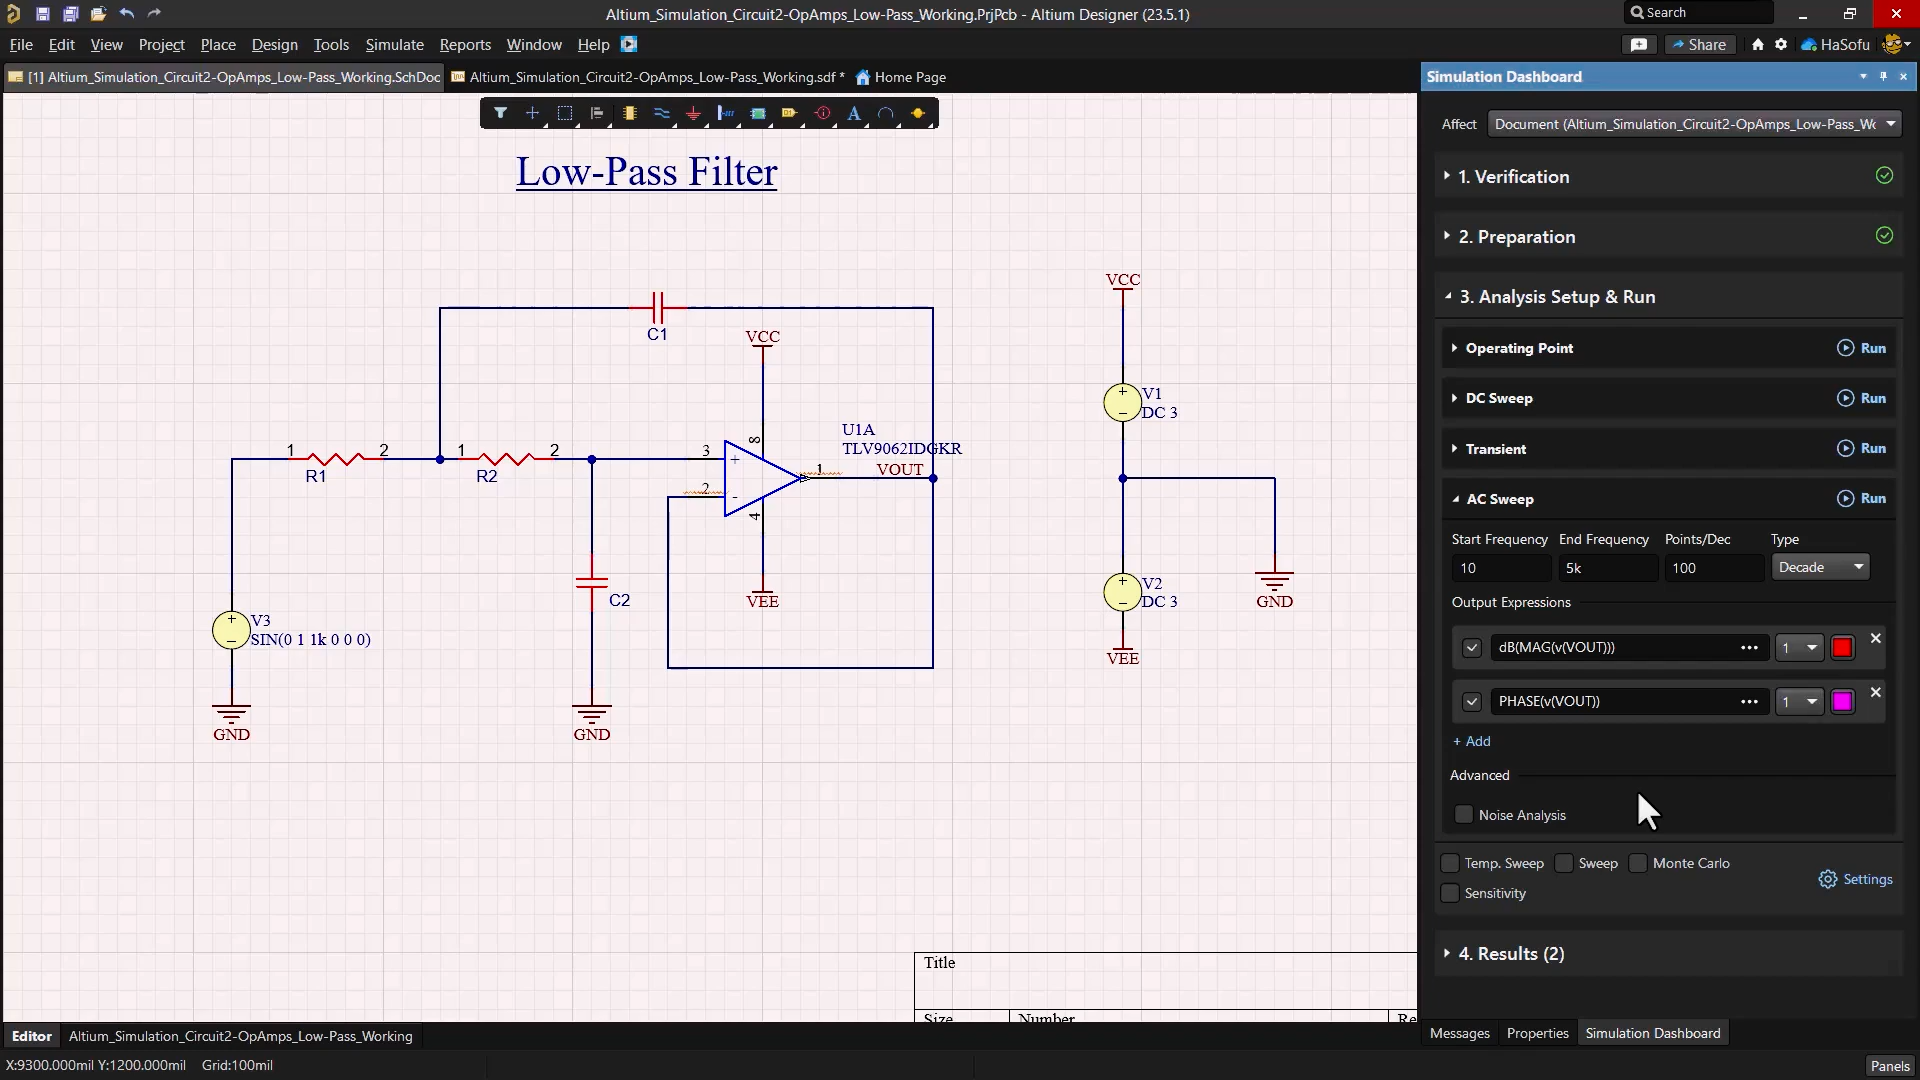 Altium_Simulation_Circuit2-OpAmps_Low-Pass_Working.PrjPcb - Altium Designer (23.5.1)
Search
File Edit View Project Place Design Tools Simulate Reports Window Help
Share HaSofu
[1] Altium_Simulation_Circuit2-OpAmps_Low-Pass_Working.SchDoc
Altium_Simulation_Circuit2-OpAmps_Low-Pass_Working.sdf *
Home Page
Low-Pass Filter
C1
VCC
U1A
TLV9062IDGKR
VOUT
1 2
R1
1 2
R2
3
+
2
-
8
4
1
VEE
C2
GND
+
-
V3
SIN(0 1 1k 0 0 0)
GND
VCC
+
-
V1
DC 3
+
-
V2
DC 3
VEE
GND
Title
Size Number Re
Simulation Dashboard
Affect Document (Altium_Simulation_Circuit2-OpAmps_Low-Pass_Wo
1. Verification
2. Preparation
3. Analysis Setup & Run
Operating Point Run
DC Sweep Run
Transient Run
AC Sweep Run
Start Frequency End Frequency Points/Dec Type
10 5k 100 Decade
Output Expressions
dB(MAG(v(VOUT))) ••• 1
PHASE(v(VOUT)) ••• 1
+ Add
Advanced
Noise Analysis
Temp. Sweep Sweep Monte Carlo
Settings
Sensitivity
4. Results (2)
Messages Properties Simulation Dashboard
Editor Altium_Simulation_Circuit2-OpAmps_Low-Pass_Working
X:9300.000mil Y:1200.000mil Grid:100mil
Panels